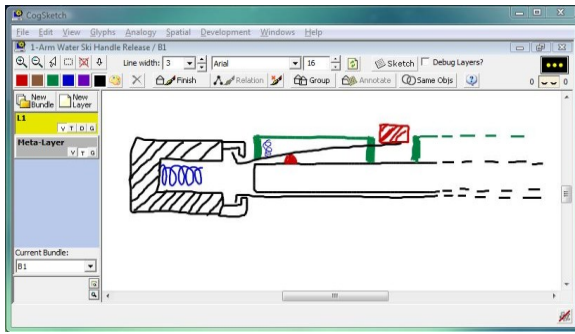 CogSketch
File Edit View Glyphs Analogy Spatial Development Windows Help
1-Arm Water Ski Handle Release / B1
Line width: 3 Arial 16 Sketch Debug Layers?
Finish Relation Group Annotate Same Objs 0 0
New Bundle New Layer
L1
V T D G
Meta-Layer
V T G
Current Bundle:
B1